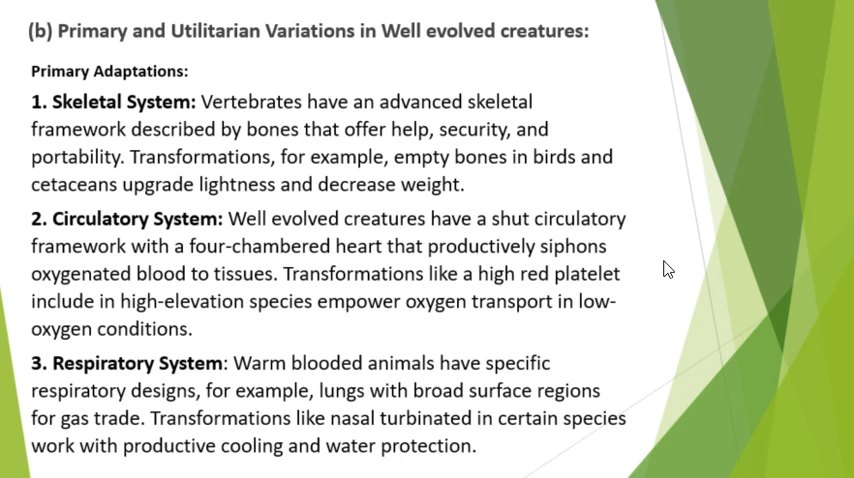 (b) Primary and Utilitarian Variations in Well evolved creatures:
Primary Adaptations:
1. Skeletal System: Vertebrates have an advanced skeletal
framework described by bones that offer help, security, and
portability. Transformations, for example, empty bones in birds and
cetaceans upgrade lightness and decrease weight.
2. Circulatory System: Well evolved creatures have a shut circulatory
framework with a four-chambered heart that productively siphons
oxygenated blood to tissues. Transformations like a high red platelet
include in high-elevation species empower oxygen transport in low-
oxygen conditions.
3. Respiratory System: Warm blooded animals have specific
respiratory designs, for example, lungs with broad surface regions
for gas trade. Transformations like nasal turbinated in certain species
work with productive cooling and water protection.